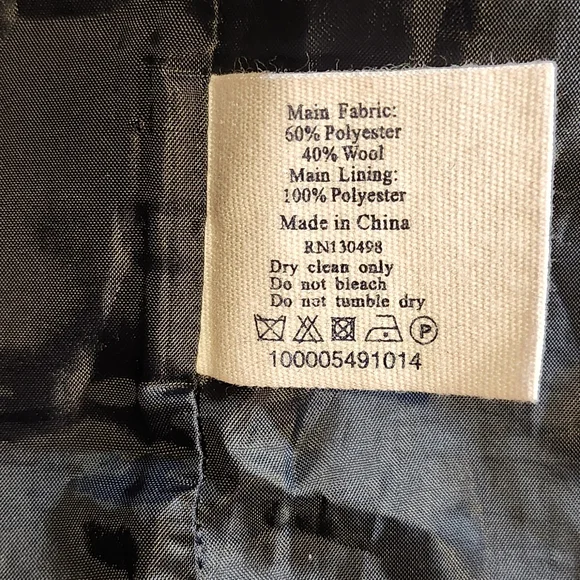 Main Fabric:
60% Polyester
40% Wool
Main Lining:
100% Polyester
Made in China
RN130498
Dry clean only
Do not bleach
Do not tumble dry
P
100005491014